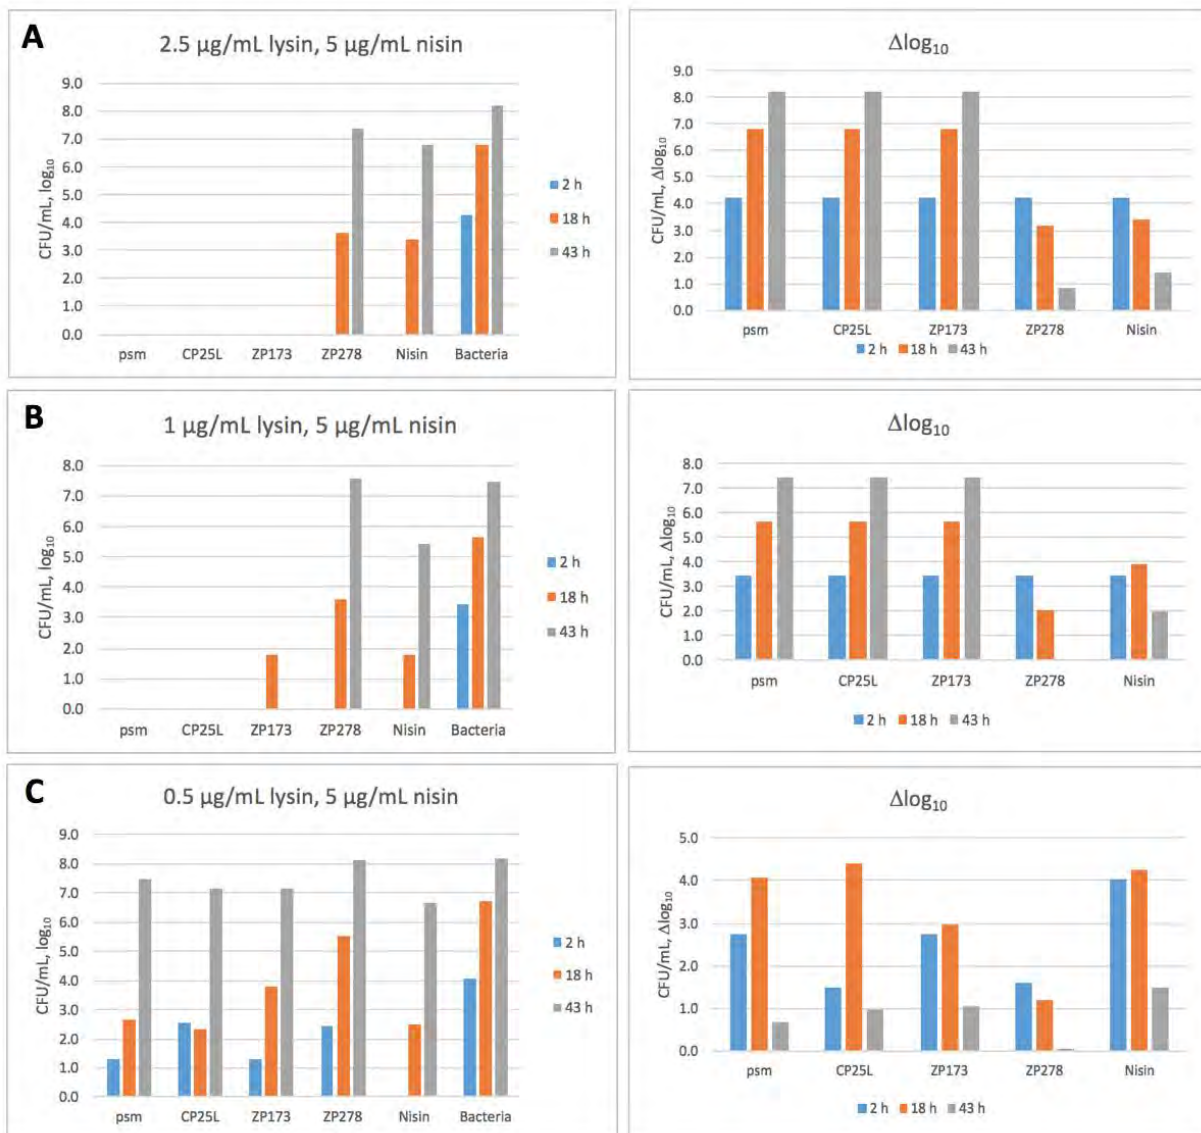 A
2.5 µg/mL lysin, 5 µg/mL nisin
CFU/mL, log₁₀
9.0
8.0
7.0
6.0
5.0
4.0
3.0
2.0
1.0
0.0
psm CP25L ZP173 ZP278 Nisin Bacteria
2 h
18 h
43 h
Δlog₁₀
CFU/mL, Δlog₁₀
9.0
8.0
7.0
6.0
5.0
4.0
3.0
2.0
1.0
0.0
psm CP25L ZP173 ZP278 Nisin
2 h 18 h 43 h
B
1 µg/mL lysin, 5 µg/mL nisin
CFU/mL, log₁₀
8.0
7.0
6.0
5.0
4.0
3.0
2.0
1.0
0.0
psm CP25L ZP173 ZP278 Nisin Bacteria
2 h
18 h
43 h
Δlog₁₀
CFU/mL, Δlog₁₀
8.0
7.0
6.0
5.0
4.0
3.0
2.0
1.0
0.0
psm CP25L ZP173 ZP278 Nisin
2 h 18 h 43 h
C
0.5 µg/mL lysin, 5 µg/mL nisin
CFU/mL, log₁₀
9.0
8.0
7.0
6.0
5.0
4.0
3.0
2.0
1.0
0.0
psm CP25L ZP173 ZP278 Nisin Bacteria
2 h
18 h
43 h
Δlog₁₀
CFU/mL, Δlog₁₀
5.0
4.0
3.0
2.0
1.0
0.0
psm CP25L ZP173 ZP278 Nisin
2 h 18 h 43 h